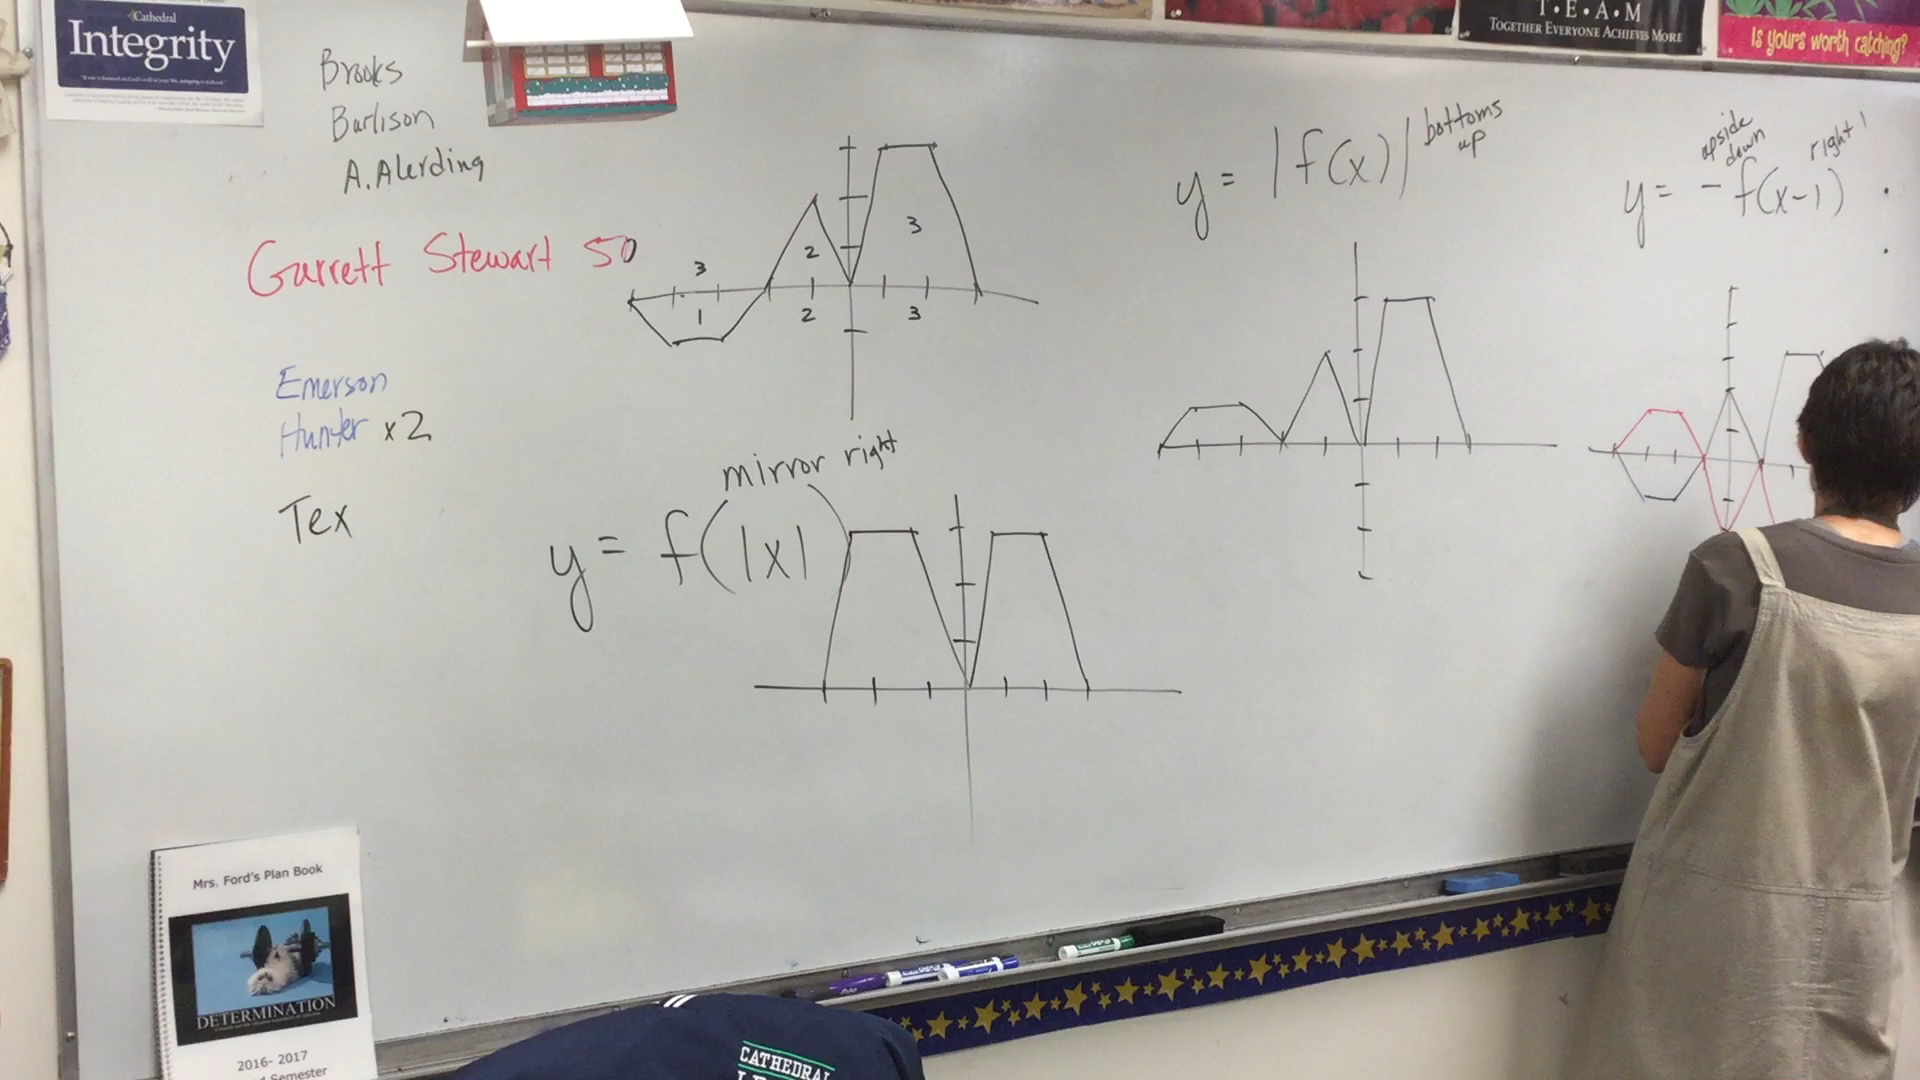 Cathedral
Integrity
Brooks
Burlison
A. Alerding
Garrett Stewart 50
Emerson
Hunter x2
Tex
3
1
2
2
3
3
mirror right
y = f(|x|)
y = |f(x)| bottoms
up
upside
down
right 1
y = -f(x-1)
T•E•A•M
TOGETHER EVERYONE ACHIEVES MORE
Is yours worth catching?
Mrs. Ford's Plan Book
DETERMINATION
2016- 2017
Semester
CATHEDRAL